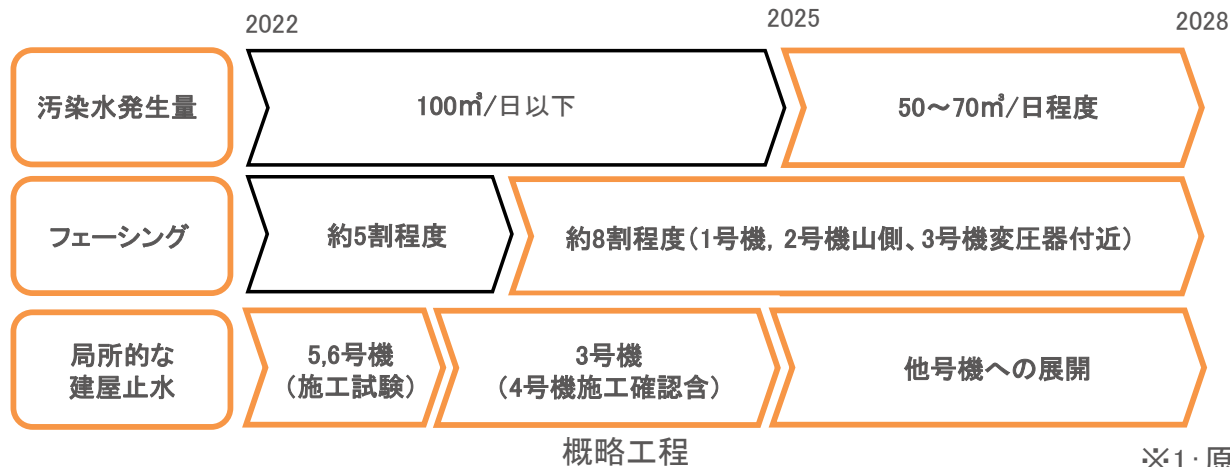 2022
2025
2028
汚染水発生量
100㎥/日以下
50～70㎥/日程度
フェーシング
約5割程度
約8割程度(1号機, 2号機山側、3号機変圧器付近)
局所的な
建屋止水
5,6号機
(施工試験)
3号機
(4号機施工確認含)
他号機への展開
概略工程
※1:原